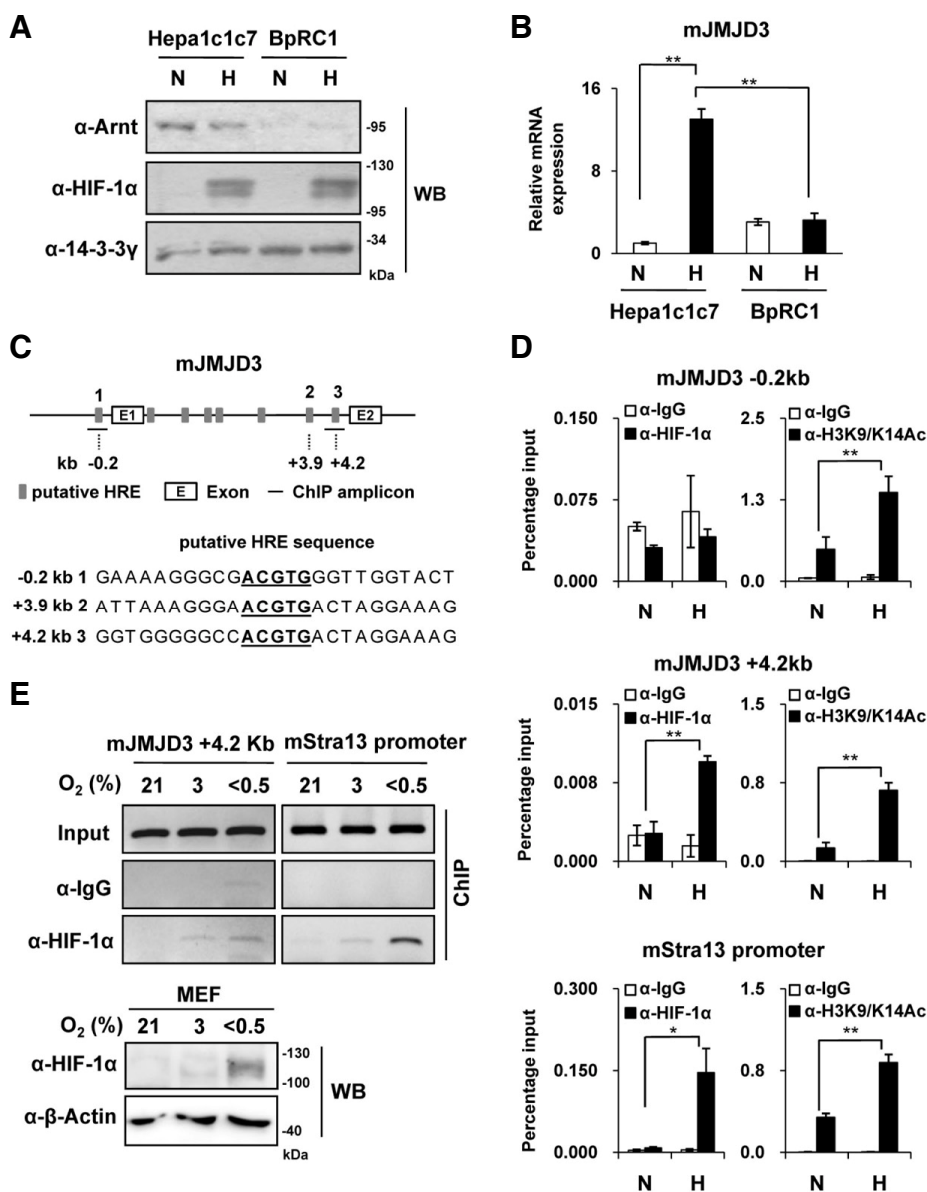 A
Hepa1c1c7 BpRC1
N H N H
α-Arnt
-95
-130
α-HIF-1α
-95
-34
α-14-3-3γ
kDa
WB
B
mJMJD3
Relative mRNA
expression
16
8
0
**
**
N H N H
Hepa1c1c7 BpRC1
C
mJMJD3
1 2 3
E1 E2
kb -0.2 +3.9 +4.2
putative HRE E Exon ChIP amplicon
putative HRE sequence
-0.2 kb 1 GAAAAGGGCGACGTGGGTTGGTACT
+3.9 kb 2 ATTAAAGGGAACGTGACTAGGAAAG
+4.2 kb 3 GGTGGGGGCCACGTGACTAGGAAAG
D
mJMJD3 -0.2kb
Percentage input
0.150
0.075
0.000
α-IgG
α-HIF-1α
N H
2.5
1.3
0.0
α-IgG
α-H3K9/K14Ac
**
N H
mJMJD3 +4.2kb
Percentage input
0.015
0.008
0.000
α-IgG
α-HIF-1α
**
N H
1.5
0.8
0.0
α-IgG
α-H3K9/K14Ac
**
N H
mStra13 promoter
Percentage input
0.300
0.150
0.000
α-IgG
α-HIF-1α
*
N H
1.5
0.8
0.0
α-IgG
α-H3K9/K14Ac
**
N H
E
mJMJD3 +4.2 Kb mStra13 promoter
O2 (%) 21 3 <0.5 21 3 <0.5
Input
α-IgG
α-HIF-1α
ChIP
MEF
O2 (%) 21 3 <0.5
α-HIF-1α
-130
-100
α-β-Actin
-40
kDa
WB